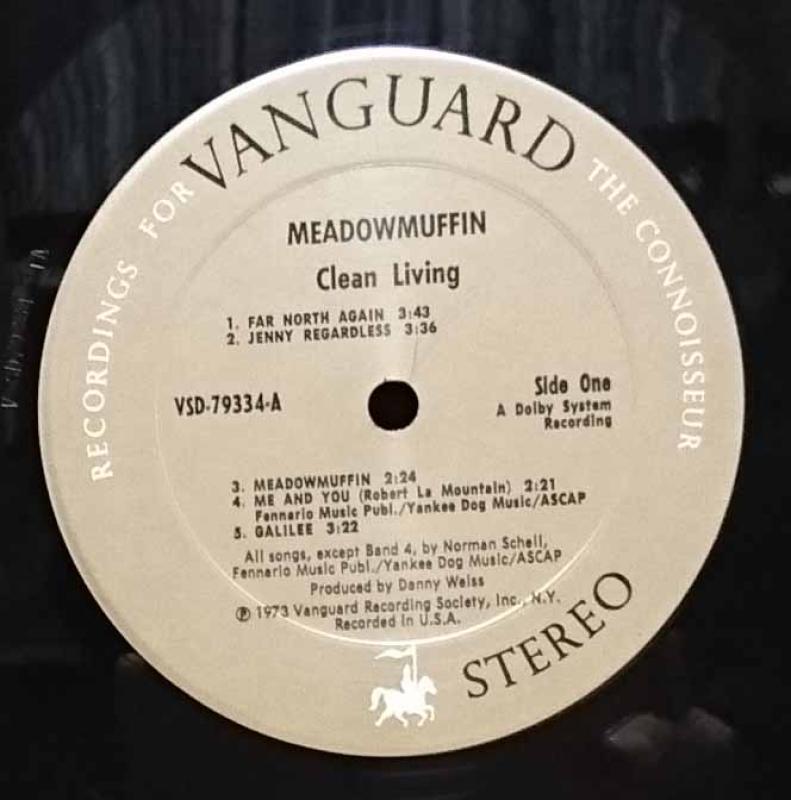 VANGUARD
RECORDINGS FOR THE CONNOISSEUR
MEADOWMUFFIN
Clean Living
1. FAR NORTH AGAIN 3:43
2. JENNY REGARDLESS 3:36
VSD-79334-A
Side One
A Dolby System
Recording
3. MEADOWMUFFIN 2:24
4. ME AND YOU (Robert La Mountain) 2:21
Fennario Music Publ./Yankee Dog Music/ASCAP
5. GALILEE 3:22
All songs, except Band 4, by Norman Schell,
Fennario Music Publ./Yankee Dog Music/ASCAP
Produced by Danny Weiss
℗ 1973 Vanguard Recording Society, Inc., N.Y.
Recorded in U.S.A.
STEREO